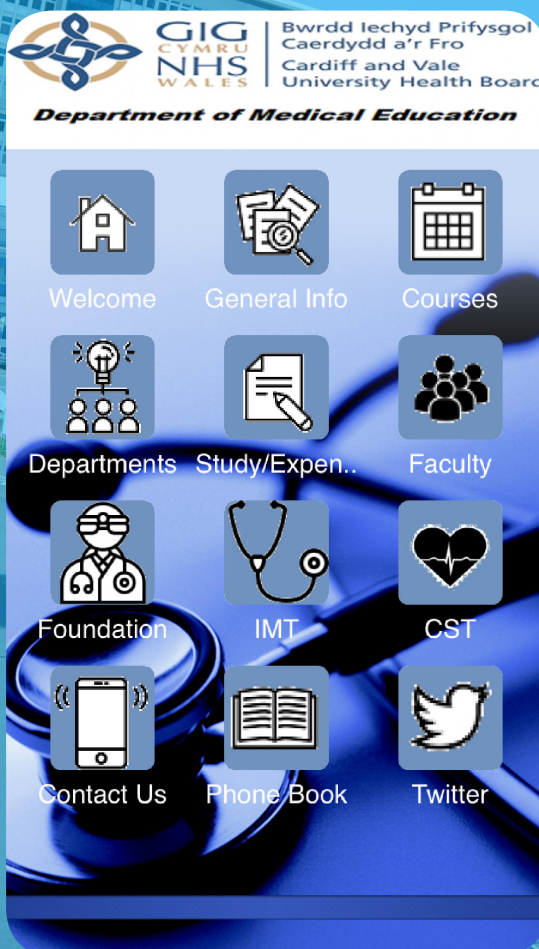 GIG
CYMRU
NHS
WALES
Bwrdd Iechyd Prifysgol
Caerdydd a'r Fro
Cardiff and Vale
University Health Board
Department of Medical Education
Welcome
General Info
Courses
Departments
Study/Expen..
Faculty
Foundation
IMT
CST
Contact Us
Phone Book
Twitter